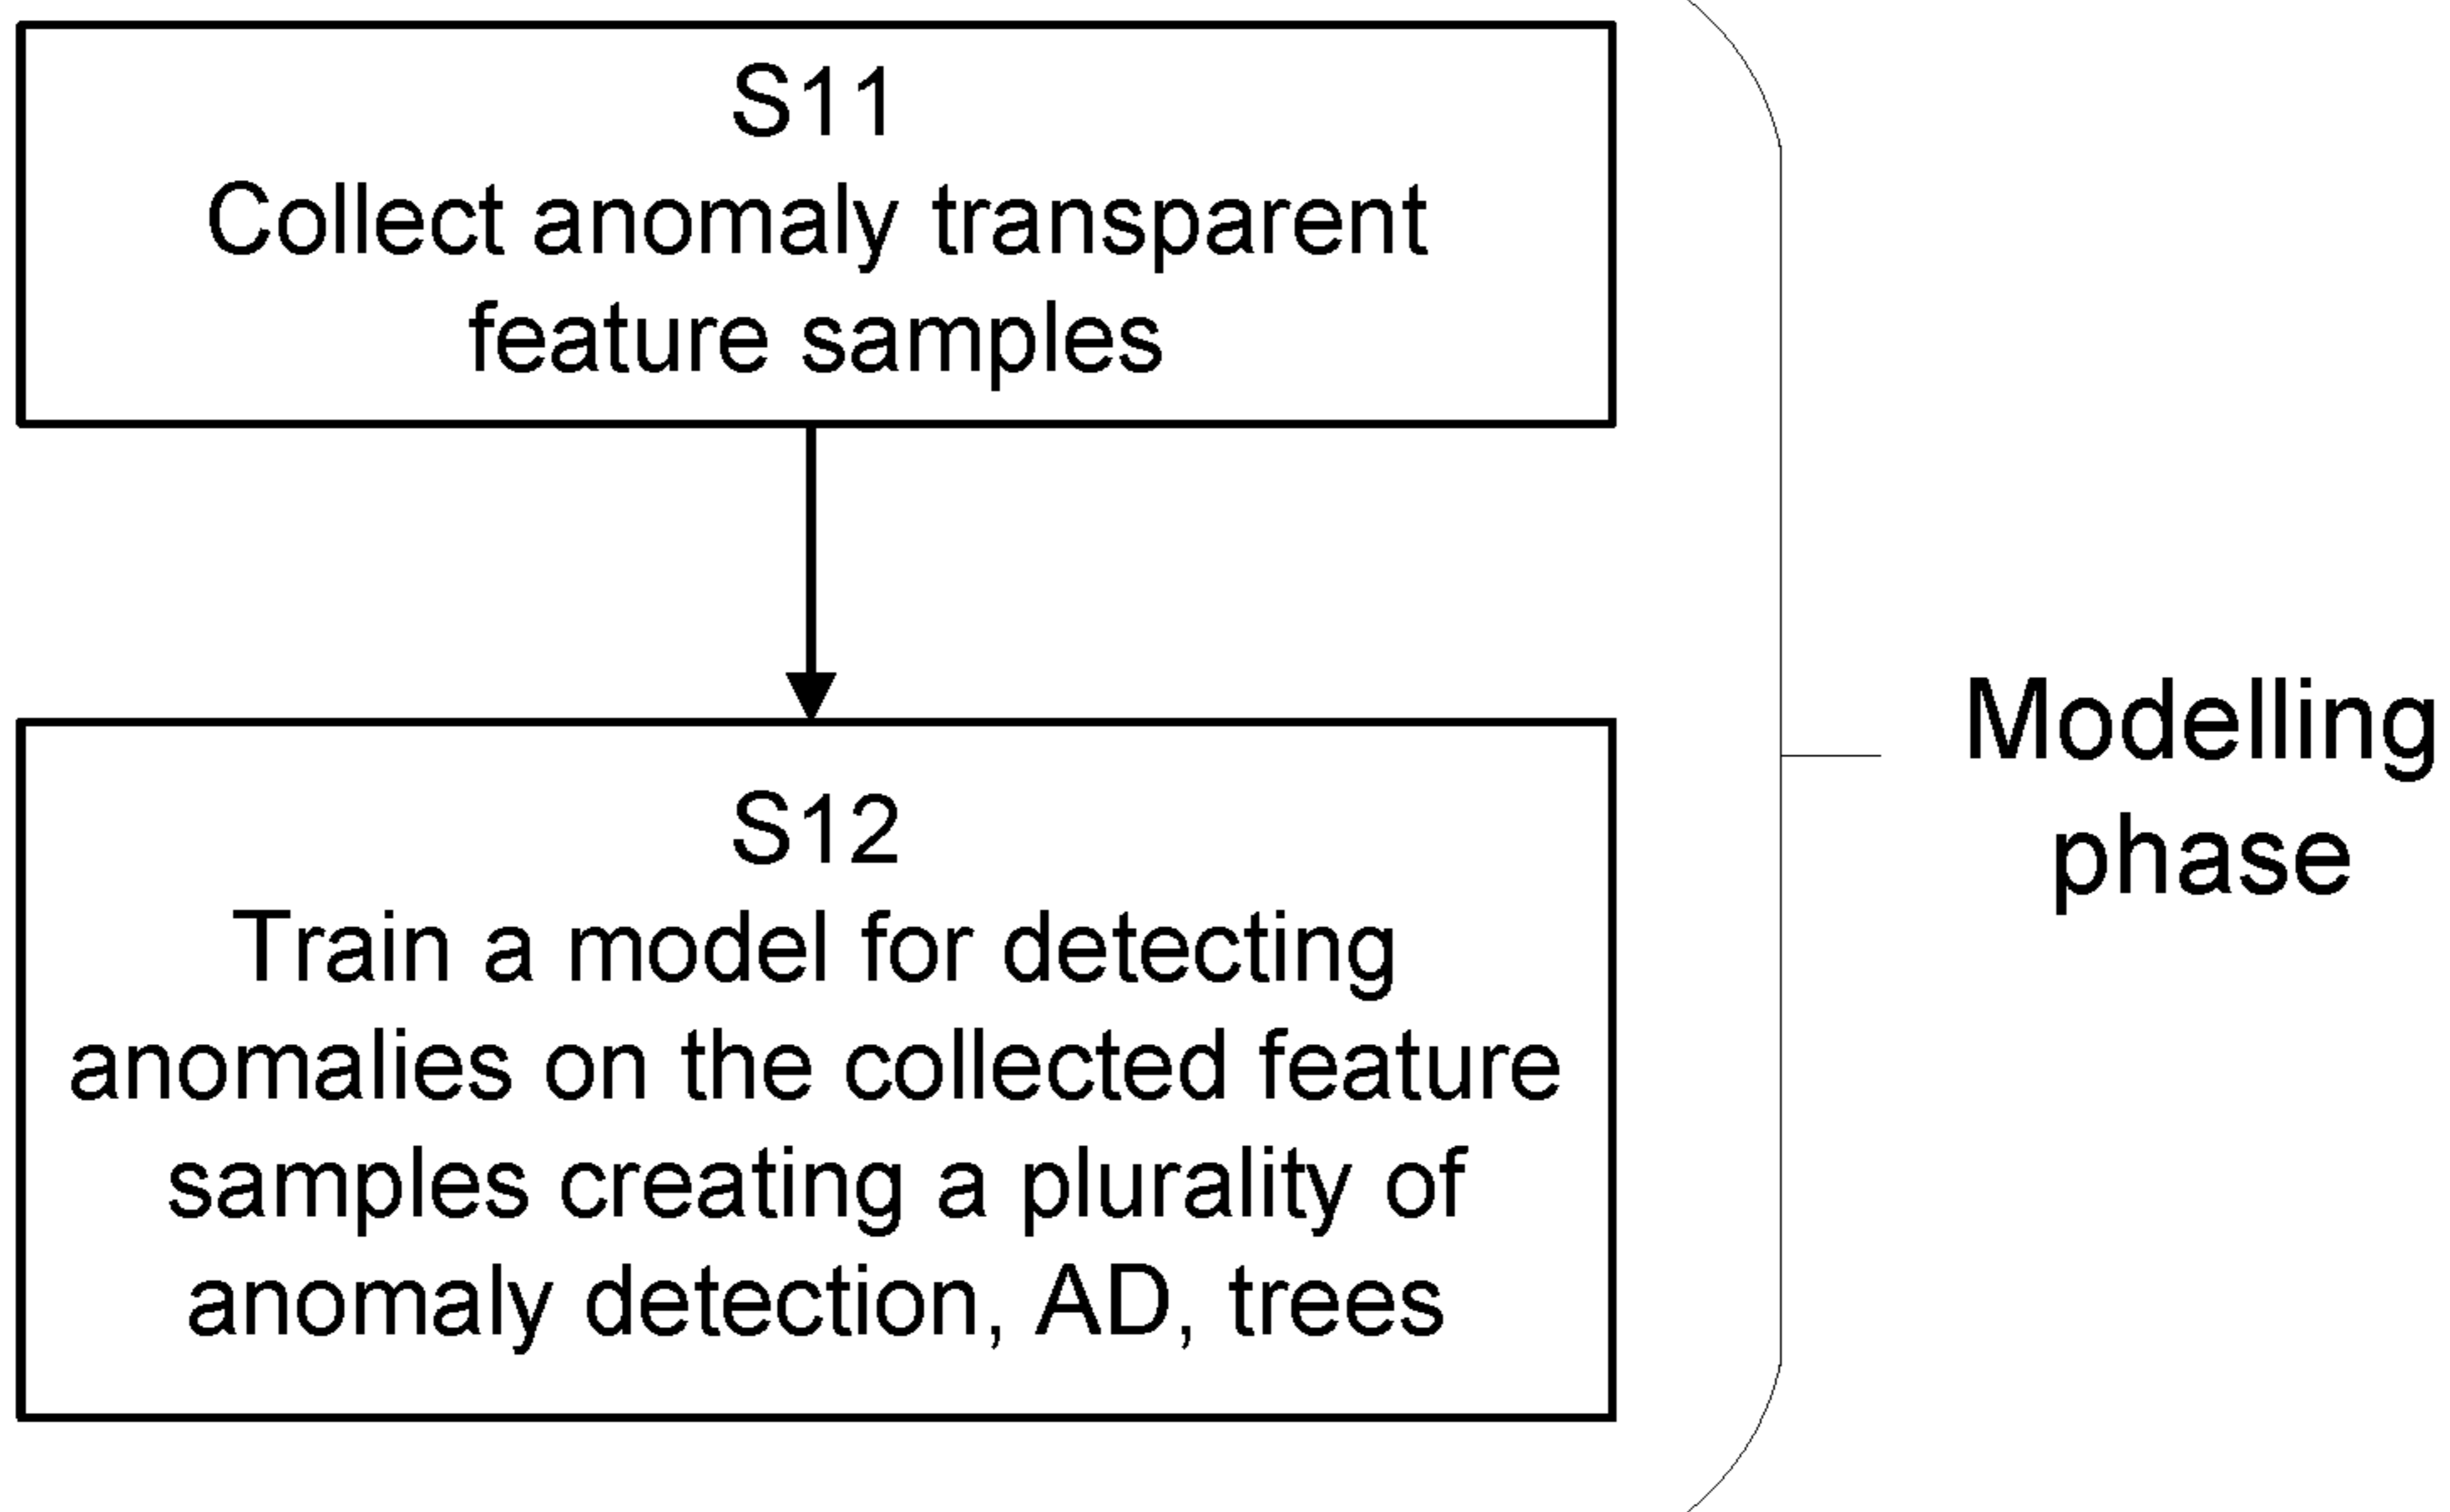 S11
Collect anomaly transparent
feature samples
S12
Train a model for detecting
anomalies on the collected feature
samples creating a plurality of
anomaly detection, AD, trees
Modelling
phase